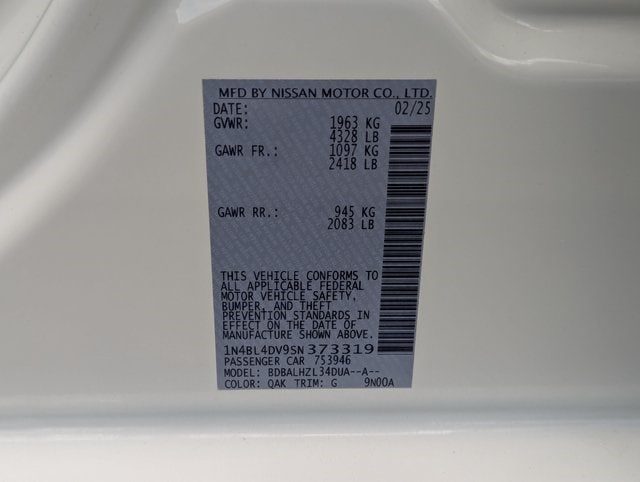 MFD BY NISSAN MOTOR CO., LTD.
DATE: 02/25
GVWR: 1963 KG
4328 LB
GAWR FR.: 1097 KG
2418 LB
GAWR RR.: 945 KG
2083 LB
THIS VEHICLE CONFORMS TO
ALL APPLICABLE FEDERAL
MOTOR VEHICLE SAFETY,
BUMPER, AND THEFT
PREVENTION STANDARDS IN
EFFECT ON THE DATE OF
MANUFACTURE SHOWN ABOVE.
1N4BL4DV9SN373319
PASSENGER CAR 753946
MODEL: BDBALHZL34DUA--A--
COLOR: QAK TRIM: G 9N00A